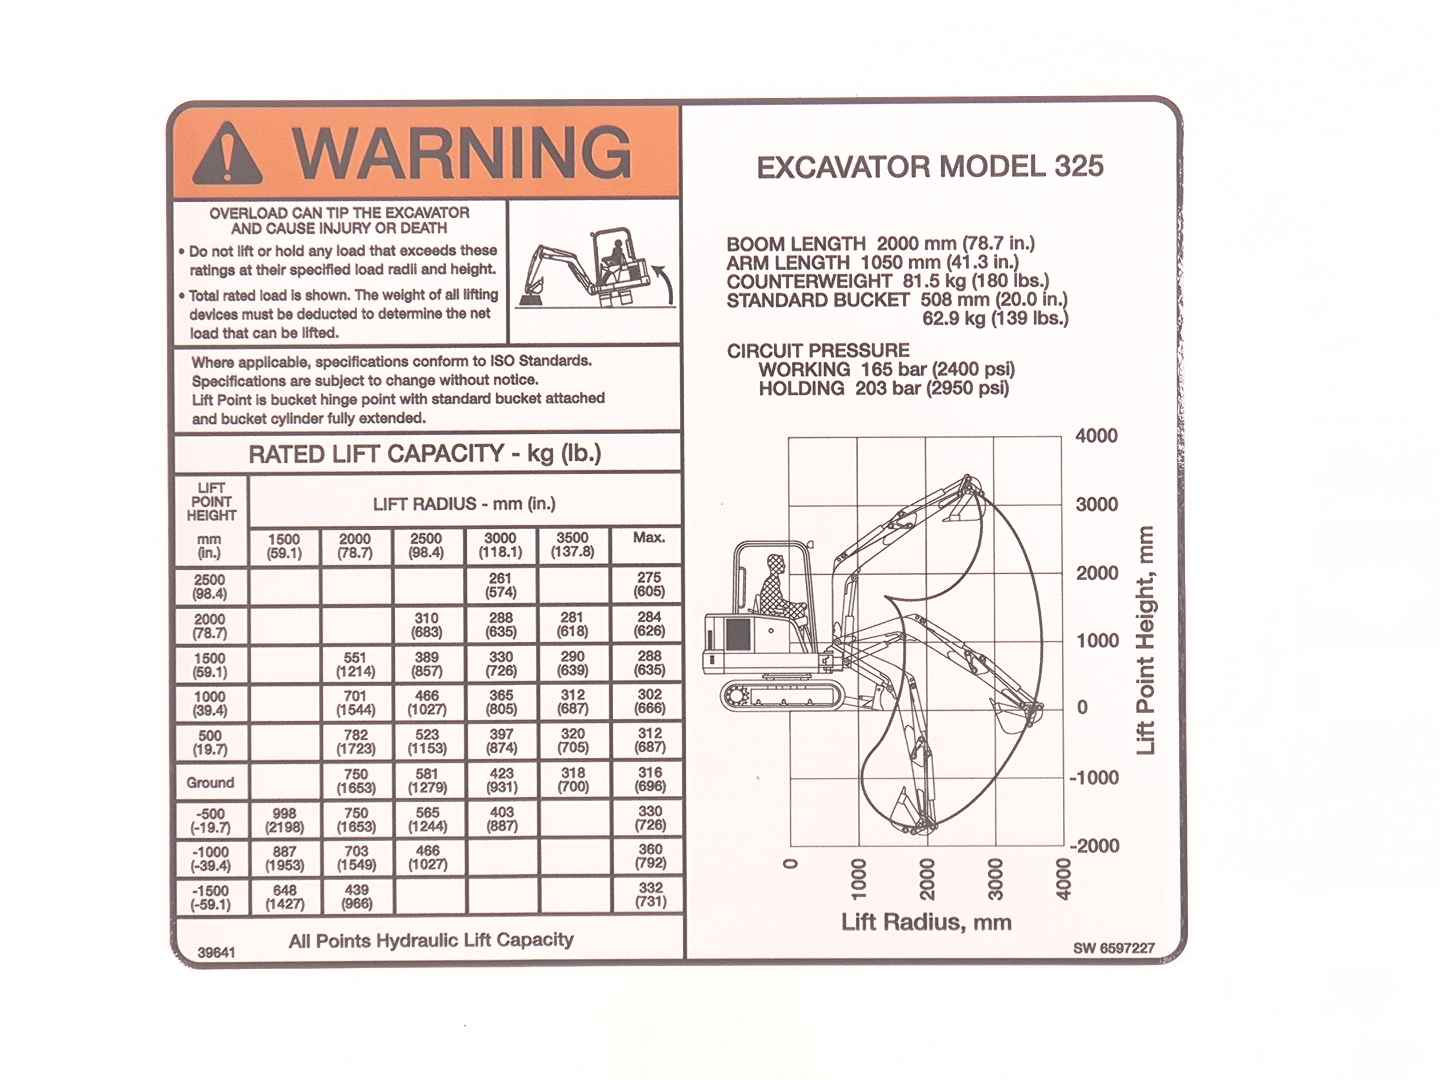 WARNING
OVERLOAD CAN TIP THE EXCAVATOR
AND CAUSE INJURY OR DEATH
• Do not lift or hold any load that exceeds these
ratings at their specified load radii and height.
• Total rated load is shown. The weight of all lifting
devices must be deducted to determine the net
load that can be lifted.
Where applicable, specifications conform to ISO Standards.
Specifications are subject to change without notice.
Lift Point is bucket hinge point with standard bucket attached
and bucket cylinder fully extended.
RATED LIFT CAPACITY - kg (lb.)
LIFT
POINT
HEIGHT
mm
(in.)
LIFT RADIUS - mm (in.)
1500 2000 2500 3000 3500 Max.
(59.1) (78.7) (98.4) (118.1) (137.8)
2500 261 275
(98.4) (574) (605)
2000 310 288 281 284
(78.7) (683) (635) (618) (626)
1500 551 389 330 290 288
(59.1) (1214) (857) (726) (639) (635)
1000 701 466 365 312 302
(39.4) (1544) (1027) (805) (687) (666)
500 782 523 397 320 312
(19.7) (1723) (1153) (874) (705) (687)
Ground 750 581 423 318 316
(1653) (1279) (931) (700) (696)
-500 998 750 565 403 330
(-19.7) (2198) (1653) (1244) (887) (726)
-1000 887 703 466 360
(-39.4) (1953) (1549) (1027) (792)
-1500 648 439 332
(-59.1) (1427) (966) (731)
All Points Hydraulic Lift Capacity
39641
EXCAVATOR MODEL 325
BOOM LENGTH 2000 mm (78.7 in.)
ARM LENGTH 1050 mm (41.3 in.)
COUNTERWEIGHT 81.5 kg (180 lbs.)
STANDARD BUCKET 508 mm (20.0 in.)
62.9 kg (139 lbs.)
CIRCUIT PRESSURE
WORKING 165 bar (2400 psi)
HOLDING 203 bar (2950 psi)
4000
3000
2000
1000
0
-1000
-2000
Lift Point Height, mm
0 1000 2000 3000 4000
Lift Radius, mm
SW 6597227